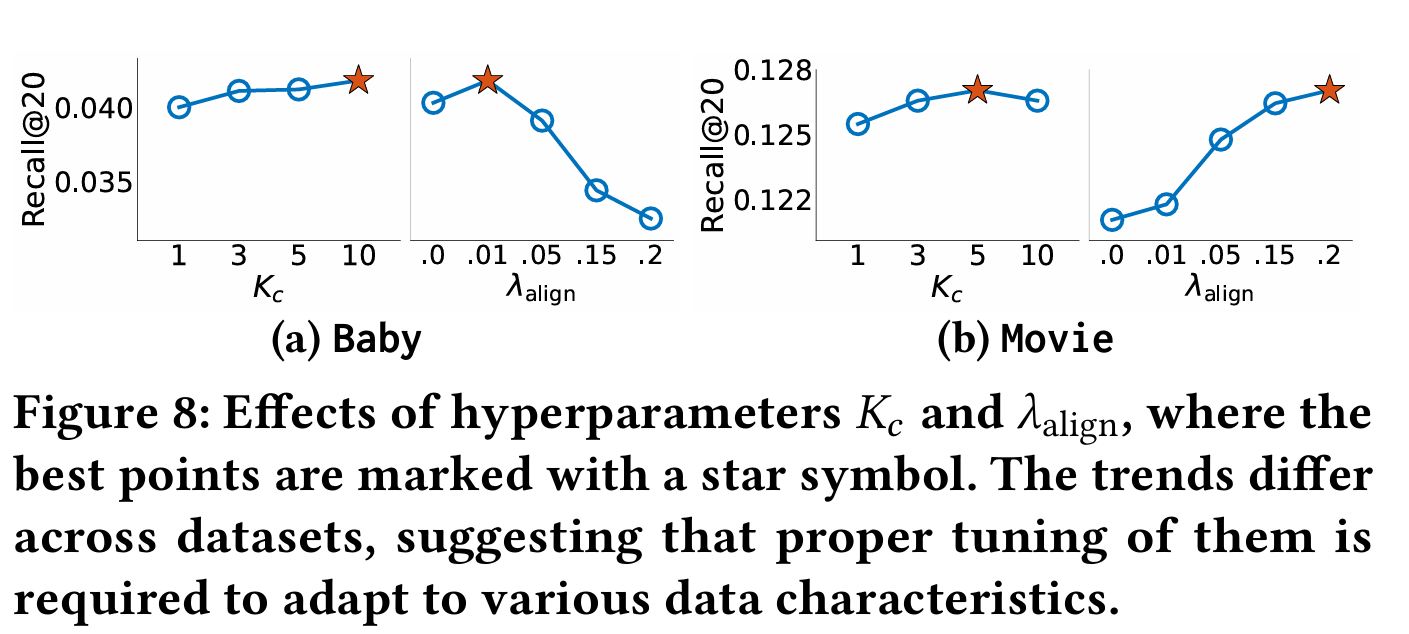 Recall@20
0.040
0.035
1 3 5 10
K_c
.0 .01 .05 .15 .2
λ_align
(a) Baby
Recall@20
0.128
0.125
0.122
1 3 5 10
K_c
.0 .01 .05 .15 .2
λ_align
(b) Movie
Figure 8: Effects of hyperparameters K_c and λ_align, where the
best points are marked with a star symbol. The trends differ
across datasets, suggesting that proper tuning of them is
required to adapt to various data characteristics.